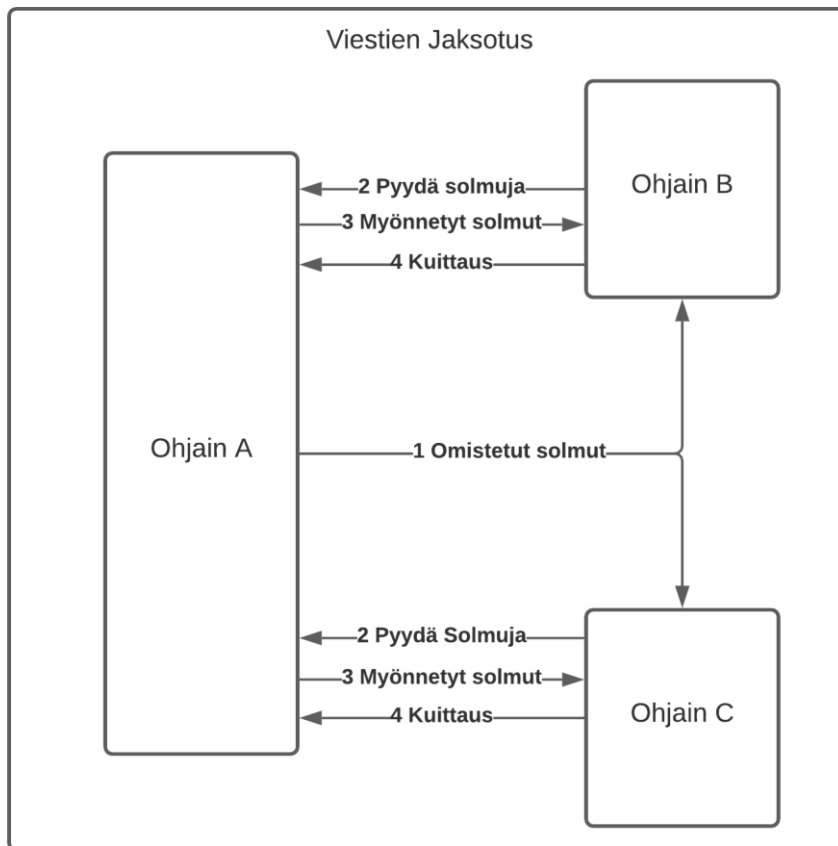 Viestien Jaksotus
Ohjain B
2 Pyydä solmuja
3 Myönnetyt solmut
4 Kuittaus
Ohjain A
1 Omistetut solmut
2 Pyydä Solmuja
3 Myönnetyt solmut
4 Kuittaus
Ohjain C